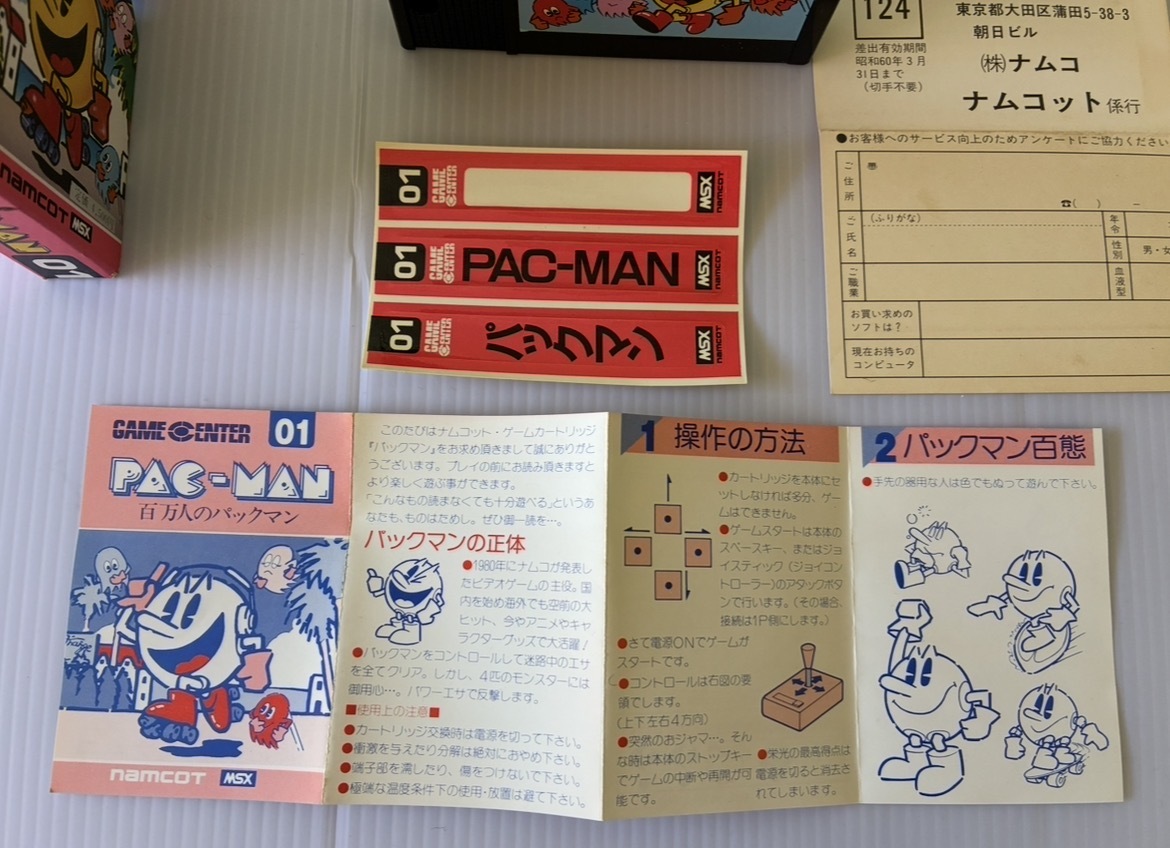 namcot MSX
01
124
差出有効期間
昭和60年3月
31日まで
(切手不要)
東京都大田区蒲田5-38-3
朝日ビル
㈱ナムコ
ナムコット係行
●お客様へのサービス向上のためアンケートにご協力ください
ご住所
〒
☎( ) −
ご氏名
(ふりがな)
年令
性別
男・女
ご職業
血液型
お買い求めの
ソフトは?
現在お持ちの
コンピュータ
01 GAME CENTER MSX namcot
01 GAME CENTER PAC-MAN MSX namcot
01 GAME CENTER パックマン MSX namcot
GAME CENTER 01
PAC-MAN
百万人のパックマン
namcot MSX
このたびはナムコット・ゲームカートリッジ
『パックマン』をお求め頂きまして誠にありがと
うございます。プレイの前にお読み頂きますと
より楽しく遊ぶ事ができます。
「こんなもの読まなくても十分遊べる」というあ
なたも、ものはためし。ぜひ御一読を…。
パックマンの正体
●1980年にナムコが発表し
たビデオゲームの主役。国
内を始め海外でも空前の大
ヒット、今やアニメやキャ
ラクターグッズで大活躍!
●パックマンをコントロールして迷路中のエサ
を全てクリア。しかし、4匹のモンスターには
御用心…。パワーエサで反撃します。
■使用上の注意■
●カートリッジ交換時は電源を切って下さい。
●衝撃を与えたり分解は絶対におやめ下さい。
●端子部を濡したり、傷をつけないで下さい。
●極端な温度条件下の使用・放置は避て下さい。
1 操作の方法
●カートリッジを本体にセ
ットしなければ多分、ゲー
ムはできません。
●ゲームスタートは本体の
スペースキー、またはジョ
イスティック(ジョイコン
トローラー)のアタックボタ
ンで行います。(その場合、
接続は1P側にします。)
●さて電源ONでゲームが
スタートです。
●コントロールは右図の要
領でします。
(上下左右4方向)
●突然のおジャマ…。そん
な時は本体のストップキー
でゲームの中断や再開が可
能です。
●栄光の最高得点は
電源を切ると消去さ
れてしまいます。
2 パックマン百態
●手先の器用な人は色でもぬって遊んで下さい。